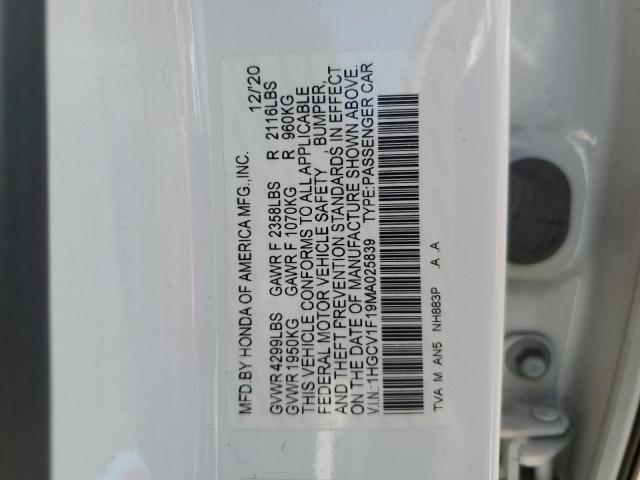 MFD.BY HONDA OF AMERICA MFG.,INC. 12/'20
GVWR 4299LBS GAWR F 2358LBS R 2116LBS
GVWR 1950KG GAWR F 1070KG R 960KG
THIS VEHICLE CONFORMS TO ALL APPLICABLE
FEDERAL MOTOR VEHICLE SAFETY , BUMPER,
AND THEFT PREVENTION STANDARDS IN EFFECT
ON THE DATE OF MANUFACTURE SHOWN ABOVE.
V.I.N.:1HGCV1F19MA025839 TYPE:PASSENGER CAR
TVA M AN5 NH883P .A .A